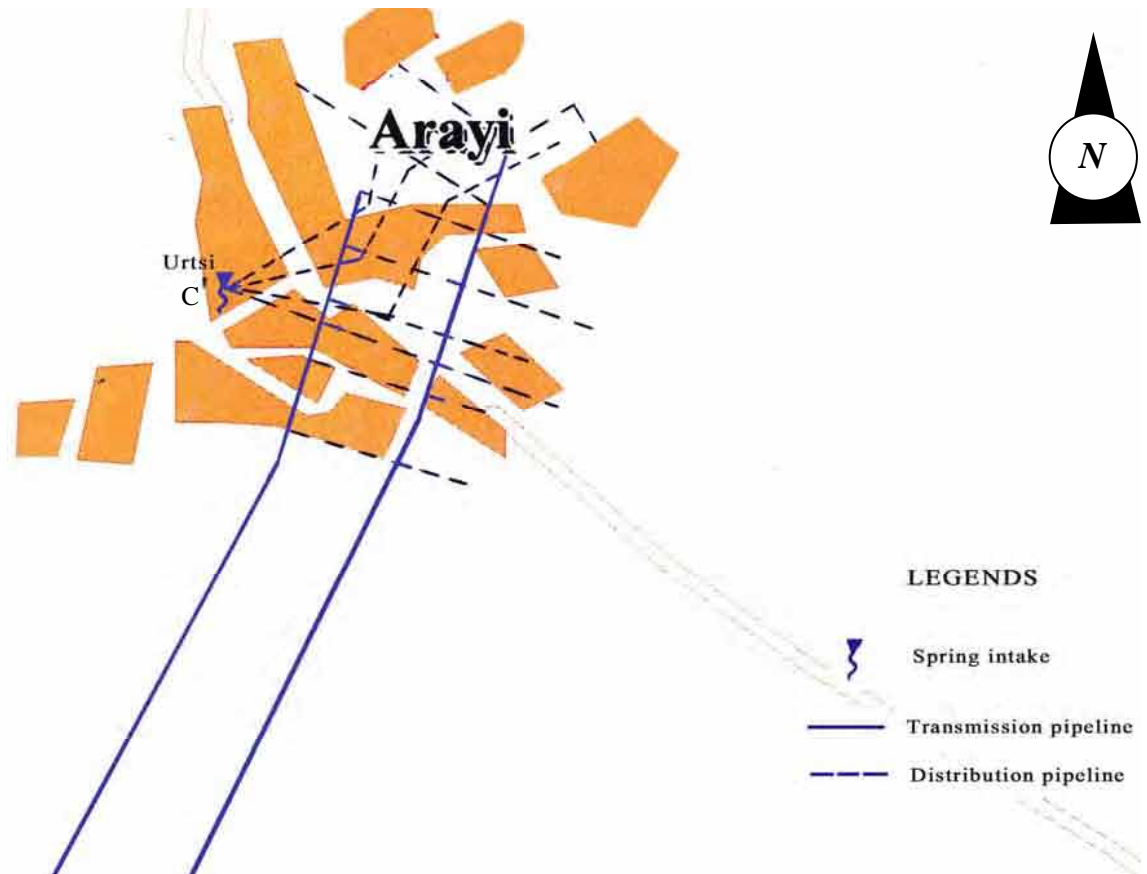 Arayi
N
Urtsi
C
LEGENDS
Spring intake
Transmission pipeline
Distribution pipeline